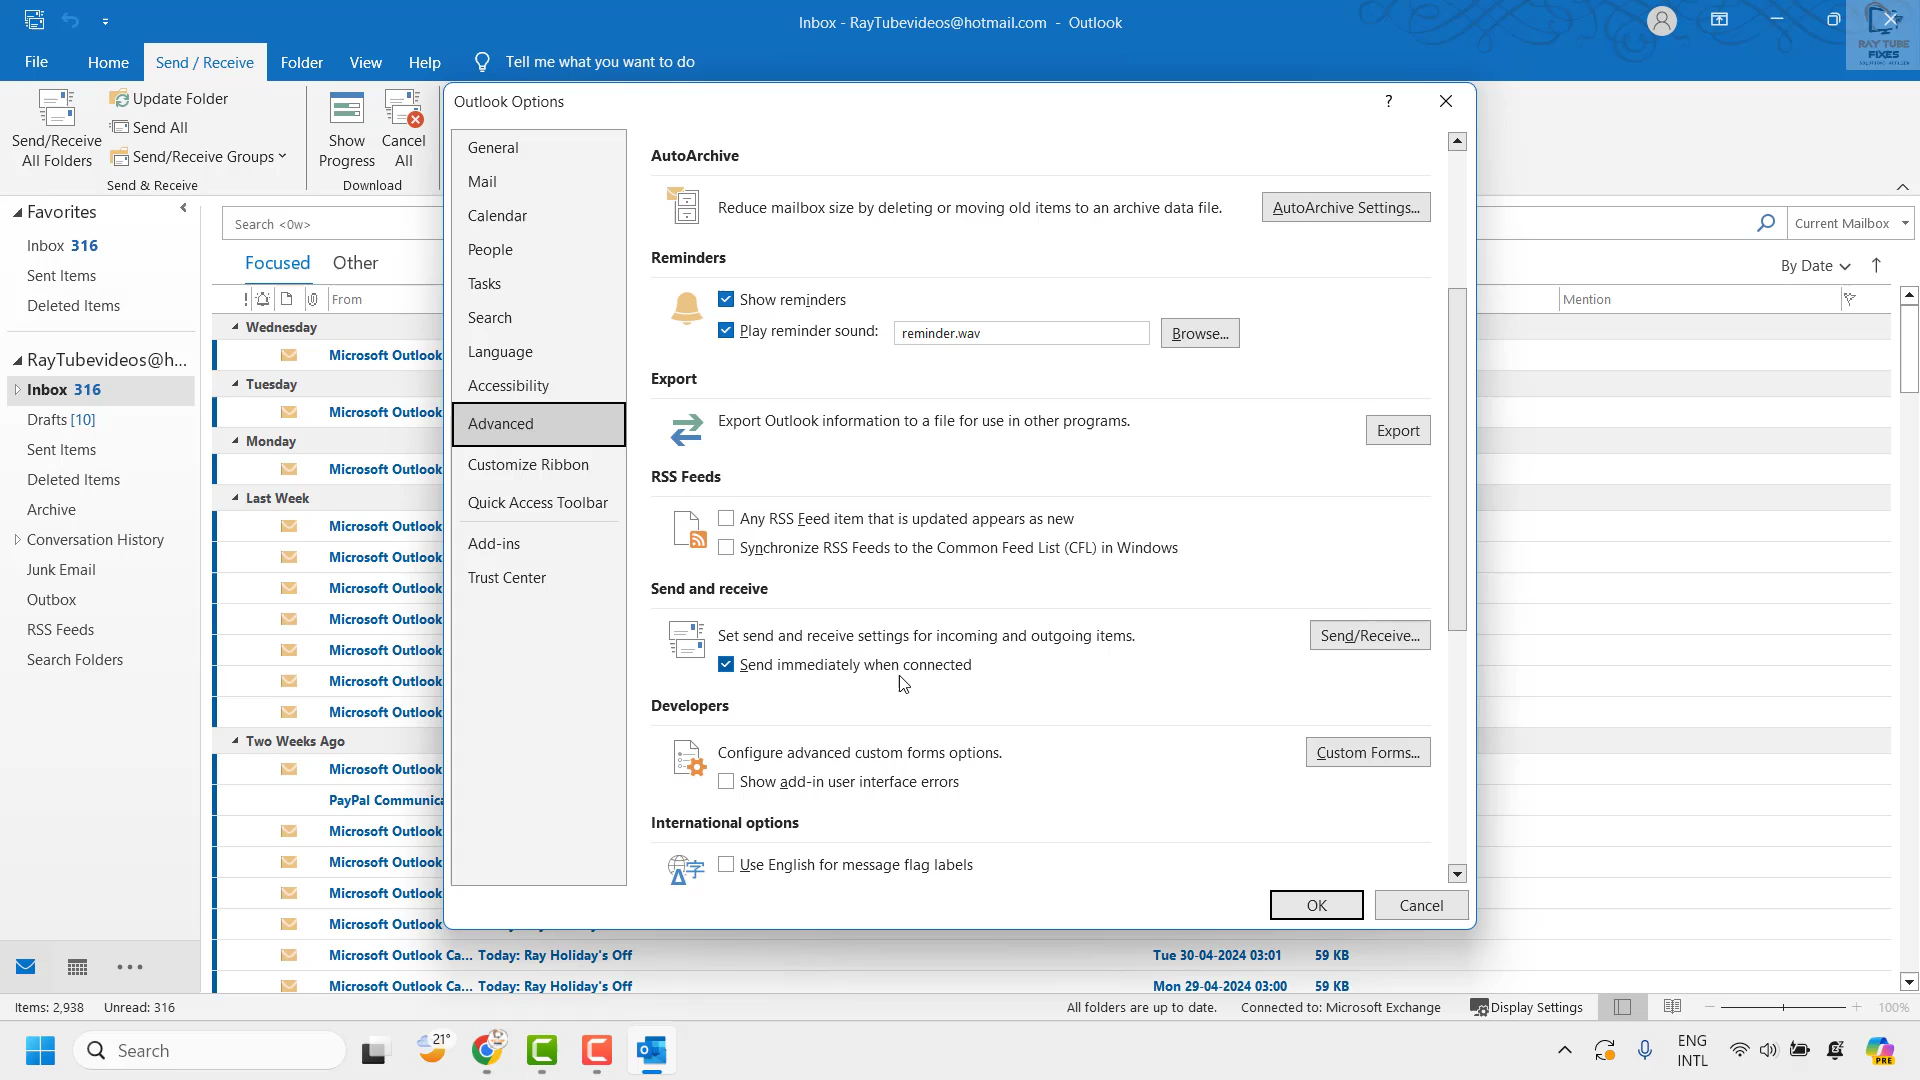 Inbox - RayTubevideos@hotmail.com - Outlook
RAY TUBE
FIXES
File Home Send / Receive Folder View Help Tell me what you want to do
Send/Receive
All Folders
Update Folder
Send All
Send/Receive Groups
Send & Receive
Show
Progress
Cancel
All
Download
Favorites
Inbox 316
Sent Items
Deleted Items
RayTubevideos@h...
Inbox 316
Drafts [10]
Sent Items
Deleted Items
Archive
Conversation History
Junk Email
Outbox
RSS Feeds
Search Folders
Search <0w>
Current Mailbox
Focused Other
By Date
! From
Mention
Wednesday
Microsoft Outlook
Tuesday
Microsoft Outlook
Monday
Microsoft Outlook
Last Week
Microsoft Outlook
Microsoft Outlook
Microsoft Outlook
Microsoft Outlook
Microsoft Outlook
Microsoft Outlook
Microsoft Outlook
Two Weeks Ago
Microsoft Outlook
PayPal Communica
Microsoft Outlook
Microsoft Outlook
Microsoft Outlook
Microsoft Outlook
Microsoft Outlook Ca... Today: Ray Holiday's Off Tue 30-04-2024 03:01 59 KB
Microsoft Outlook Ca... Today: Ray Holiday's Off Mon 29-04-2024 03:00 59 KB
Outlook Options
?
General
Mail
Calendar
People
Tasks
Search
Language
Accessibility
Advanced
Customize Ribbon
Quick Access Toolbar
Add-ins
Trust Center
AutoArchive
Reduce mailbox size by deleting or moving old items to an archive data file.
AutoArchive Settings...
Reminders
Show reminders
Play reminder sound: reminder.wav Browse...
Export
Export Outlook information to a file for use in other programs.
Export
RSS Feeds
Any RSS Feed item that is updated appears as new
Synchronize RSS Feeds to the Common Feed List (CFL) in Windows
Send and receive
Set send and receive settings for incoming and outgoing items.
Send/Receive...
Send immediately when connected
Developers
Configure advanced custom forms options.
Custom Forms...
Show add-in user interface errors
International options
Use English for message flag labels
OK Cancel
Items: 2,938 Unread: 316
All folders are up to date. Connected to: Microsoft Exchange Display Settings 100%
Search
21°
ENG
INTL
PRE